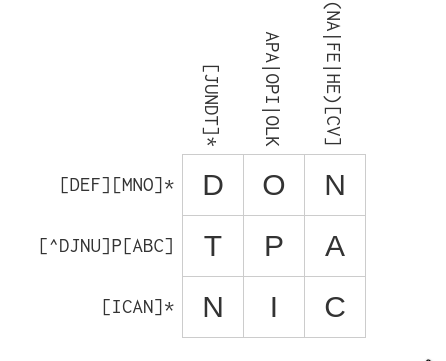 [JUNDT]*
APA|OPI|OLK
(NA|FE|HE)[CV]
[DEF][MNO]* D O N
[^DJNU]P[ABC] T P A
[ICAN]* N I C